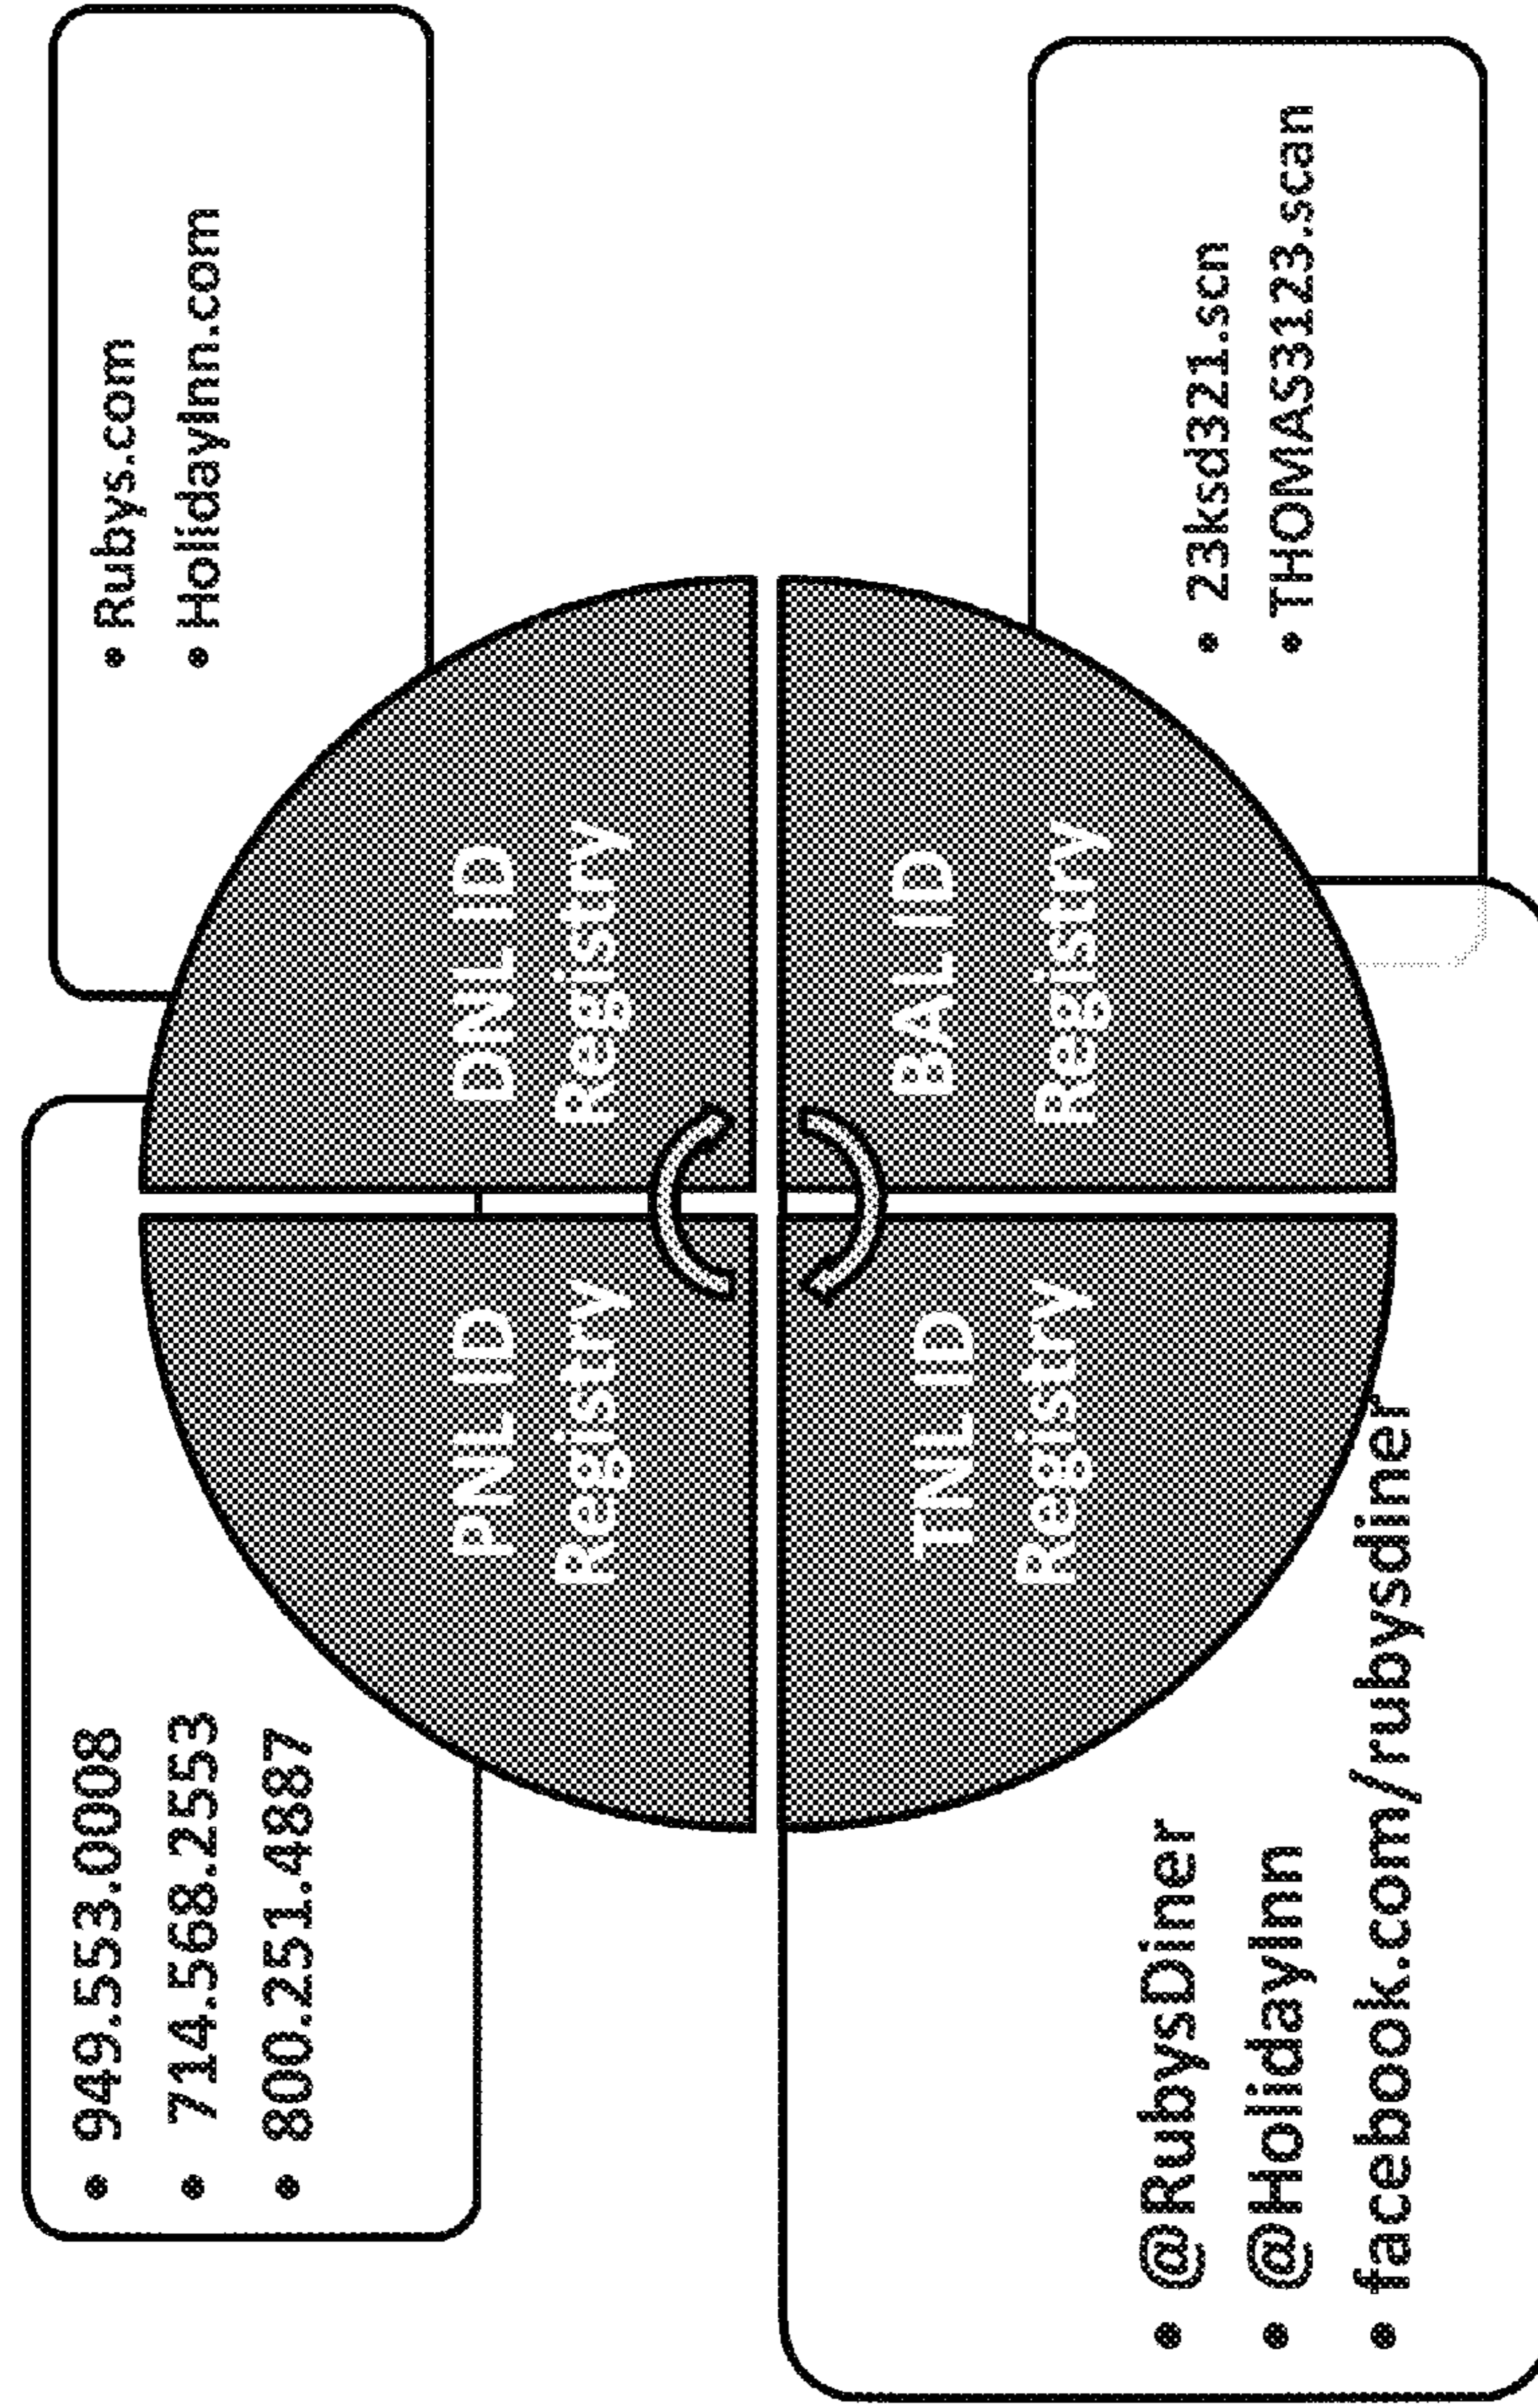 • 949.553.0008
• 714.568.2553
• 800.251.4887
• Rubys.com
• HolidayInn.com
PNLID
Registry
DNLID
Registry
TNLID
Registry
BALID
Registry
• @RubysDiner
• @HolidayInn
• facebook.com/rubysdiner
• 23ksd321.scn
• THOMAS3123.scan